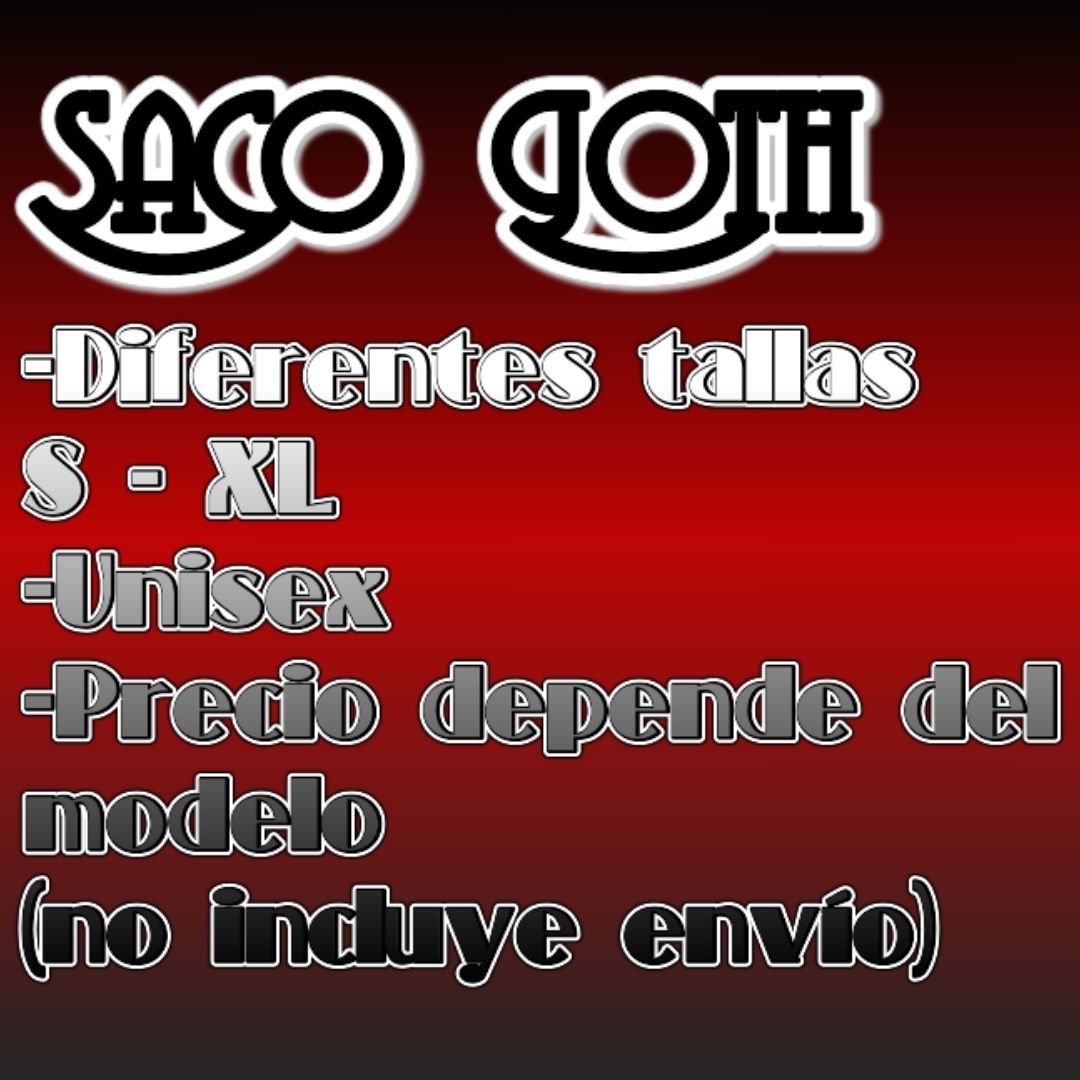 SACO GOTH
-Diferentes tallas
S - XL
-Unisex
-Precio depende del
modelo
(no incluye envío)